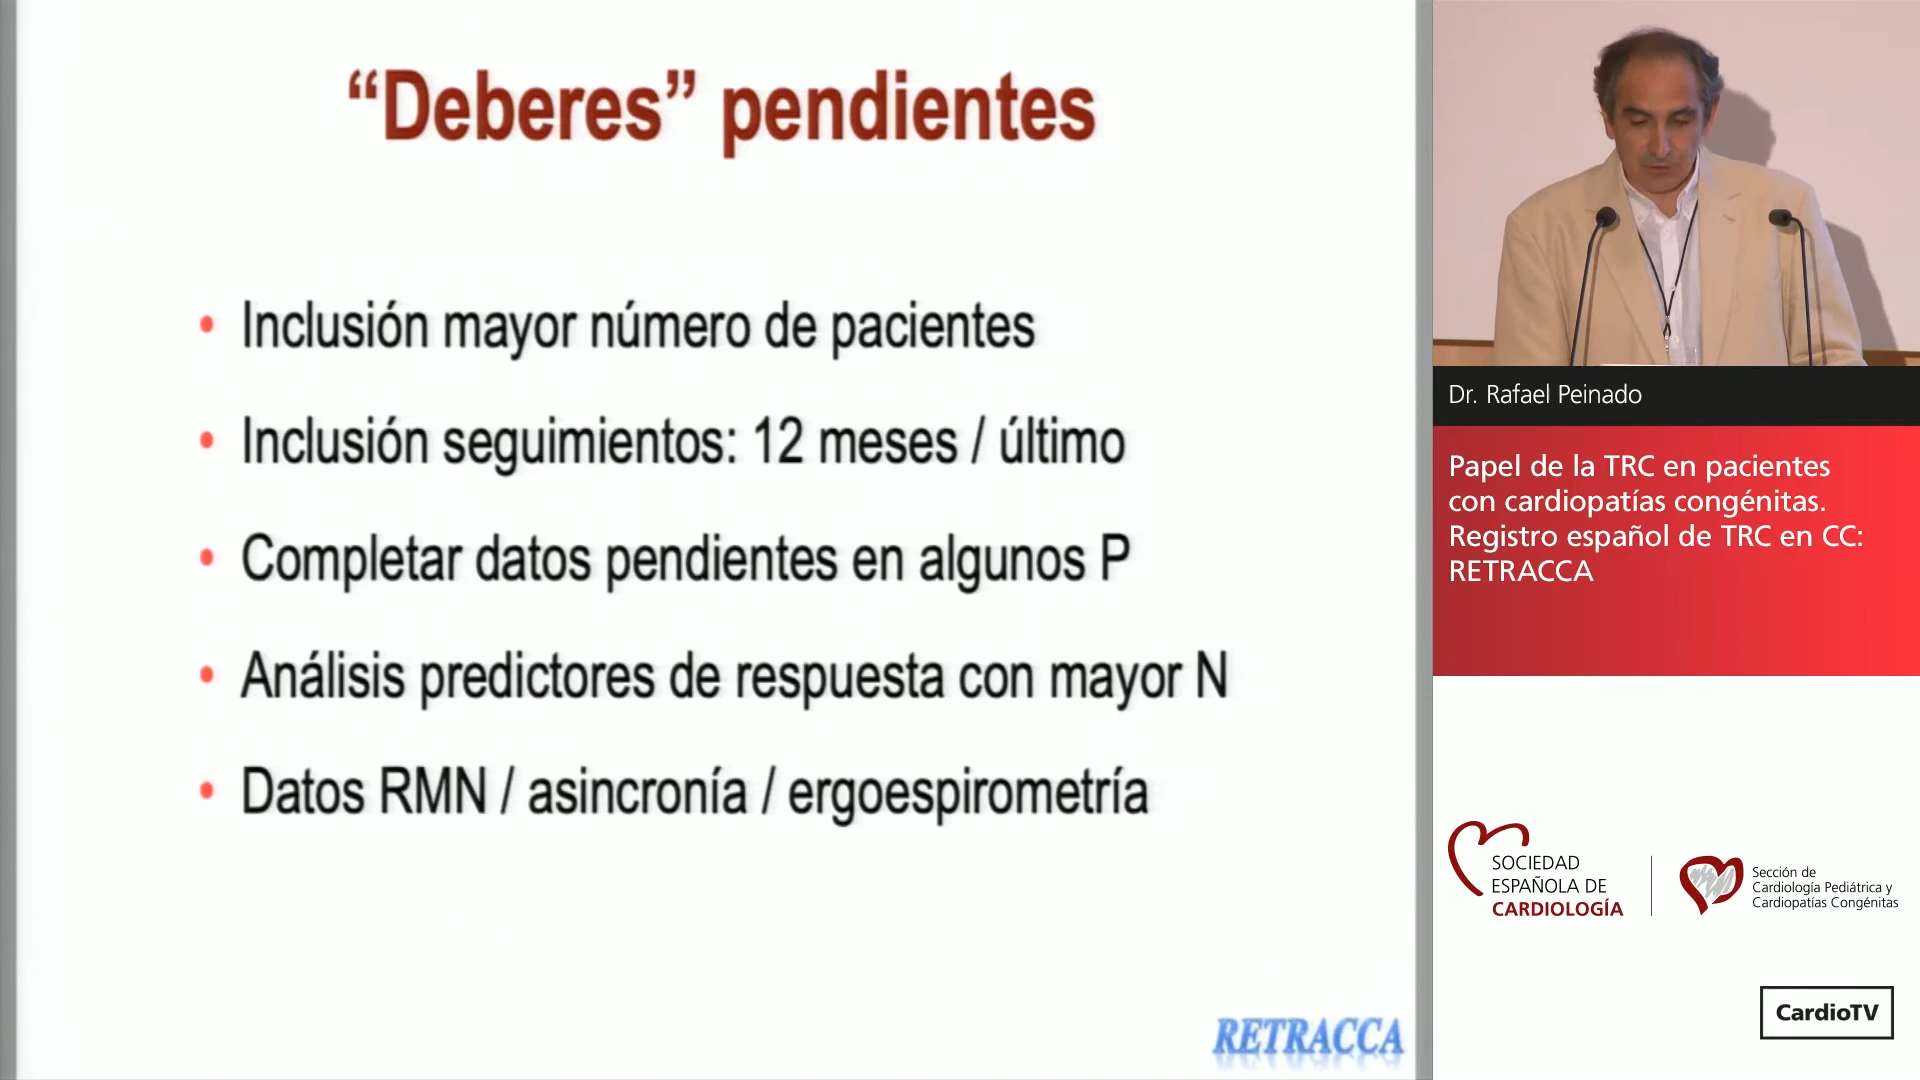 “Deberes” pendientes
• Inclusión mayor número de pacientes
• Inclusión seguimientos: 12 meses / último
• Completar datos pendientes en algunos P
• Análisis predictores de respuesta con mayor N
• Datos RMN / asincronía / ergoespirometría
RETRACCA
Dr. Rafael Peinado
Papel de la TRC en pacientes
con cardiopatías congénitas.
Registro español de TRC en CC:
RETRACCA
SOCIEDAD
ESPAÑOLA DE
CARDIOLOGÍA
Sección de
Cardiología Pediátrica y
Cardiopatías Congénitas
CardioTV